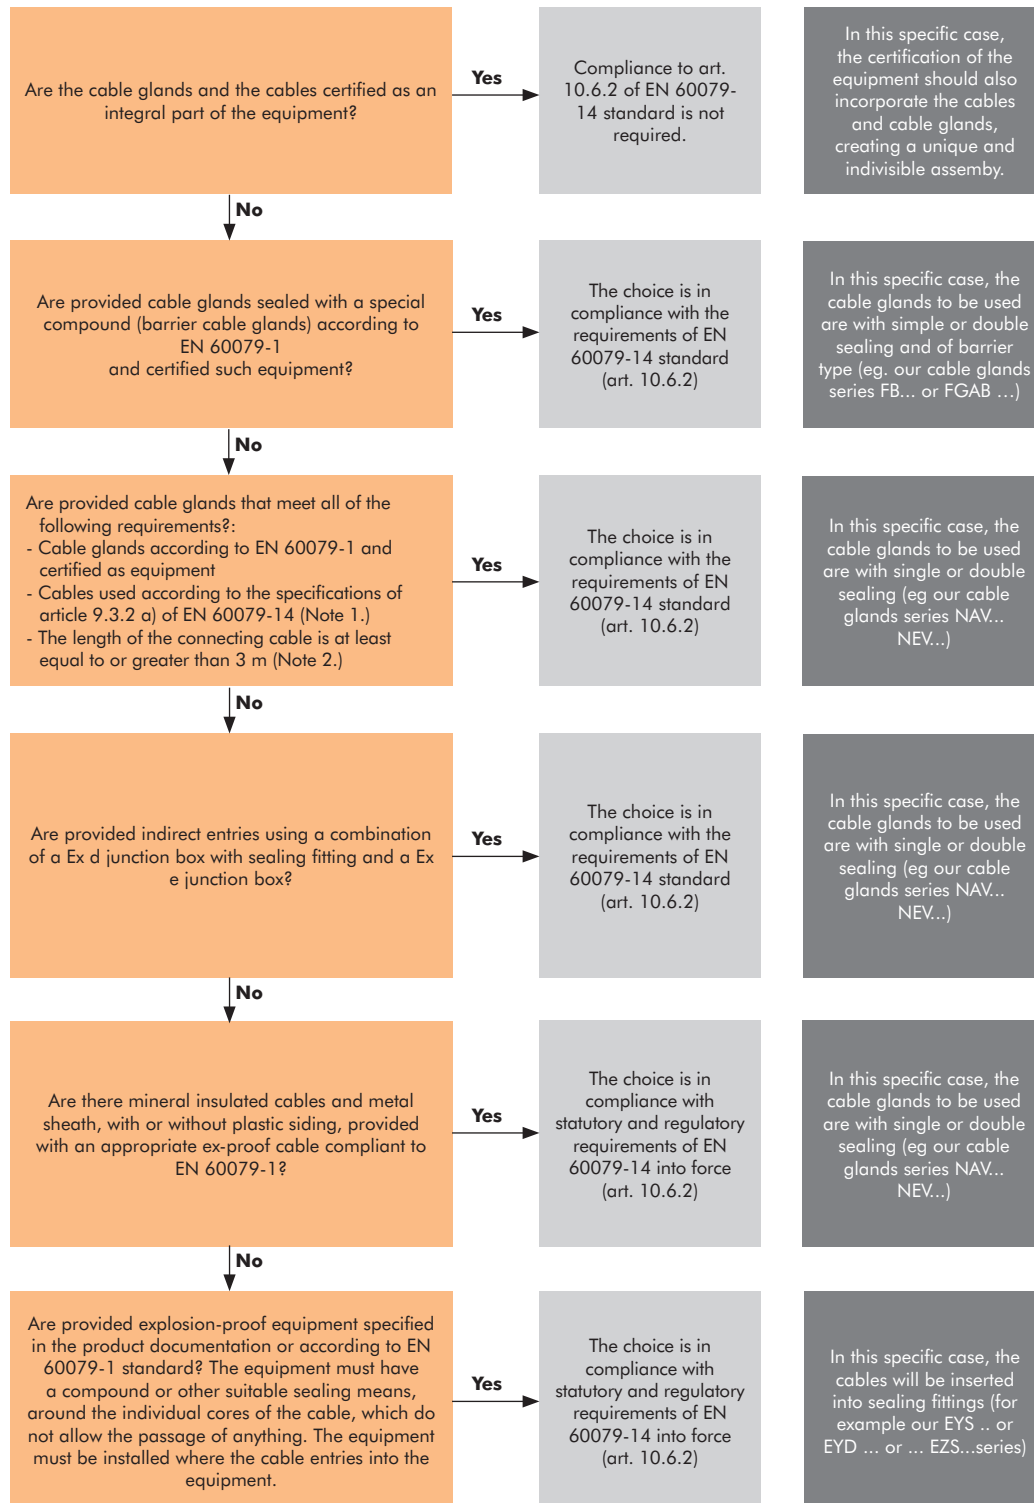 Are the cable glands and the cables certified as an
integral part of the equipment?
Yes
Compliance to art.
10.6.2 of EN 60079-
14 standard is not
required.
In this specific case,
the certification of the
equipment should also
incorporate the cables
and cable glands,
creating a unique and
indivisible assemby.
No
Are provided cable glands sealed with a special
compound (barrier cable glands) according to
EN 60079-1
and certified such equipment?
Yes
The choice is in
compliance with the
requirements of EN
60079-14 standard
(art. 10.6.2)
In this specific case, the
cable glands to be used
are with simple or double
sealing and of barrier
type (eg. our cable glands
series FB... or FGAB ...)
No
Are provided cable glands that meet all of the
following requirements?:
- Cable glands according to EN 60079-1 and
certified as equipment
- Cables used according to the specifications of
article 9.3.2 a) of EN 60079-14 (Note 1.)
- The length of the connecting cable is at least
equal to or greater than 3 m (Note 2.)
Yes
The choice is in
compliance with the
requirements of EN
60079-14 standard
(art. 10.6.2)
In this specific case, the
cable glands to be used
are with single or double
sealing (eg our cable
glands series NAV...
NEV...)
No
Are provided indirect entries using a combination
of a Ex d junction box with sealing fitting and a Ex
e junction box?
Yes
The choice is in
compliance with the
requirements of EN
60079-14 standard
(art. 10.6.2)
In this specific case, the
cable glands to be used
are with single or double
sealing (eg our cable
glands series NAV...
NEV...)
No
Are there mineral insulated cables and metal
sheath, with or without plastic siding, provided
with an appropriate ex-proof cable compliant to
EN 60079-1?
Yes
The choice is in
compliance with
statutory and regulatory
requirements of EN
60079-14 into force
(art. 10.6.2)
In this specific case, the
cable glands to be used
are with single or double
sealing (eg our cable
glands series NAV...
NEV...)
No
Are provided explosion-proof equipment specified
in the product documentation or according to EN
60079-1 standard? The equipment must have
a compound or other suitable sealing means,
around the individual cores of the cable, which do
not allow the passage of anything. The equipment
must be installed where the cable entries into the
equipment.
Yes
The choice is in
compliance with
statutory and regulatory
requirements of EN
60079-14 into force
(art. 10.6.2)
In this specific case, the
cables will be inserted
into sealing fittings (for
example our EYS .. or
EYD ... or ... EZS...series)